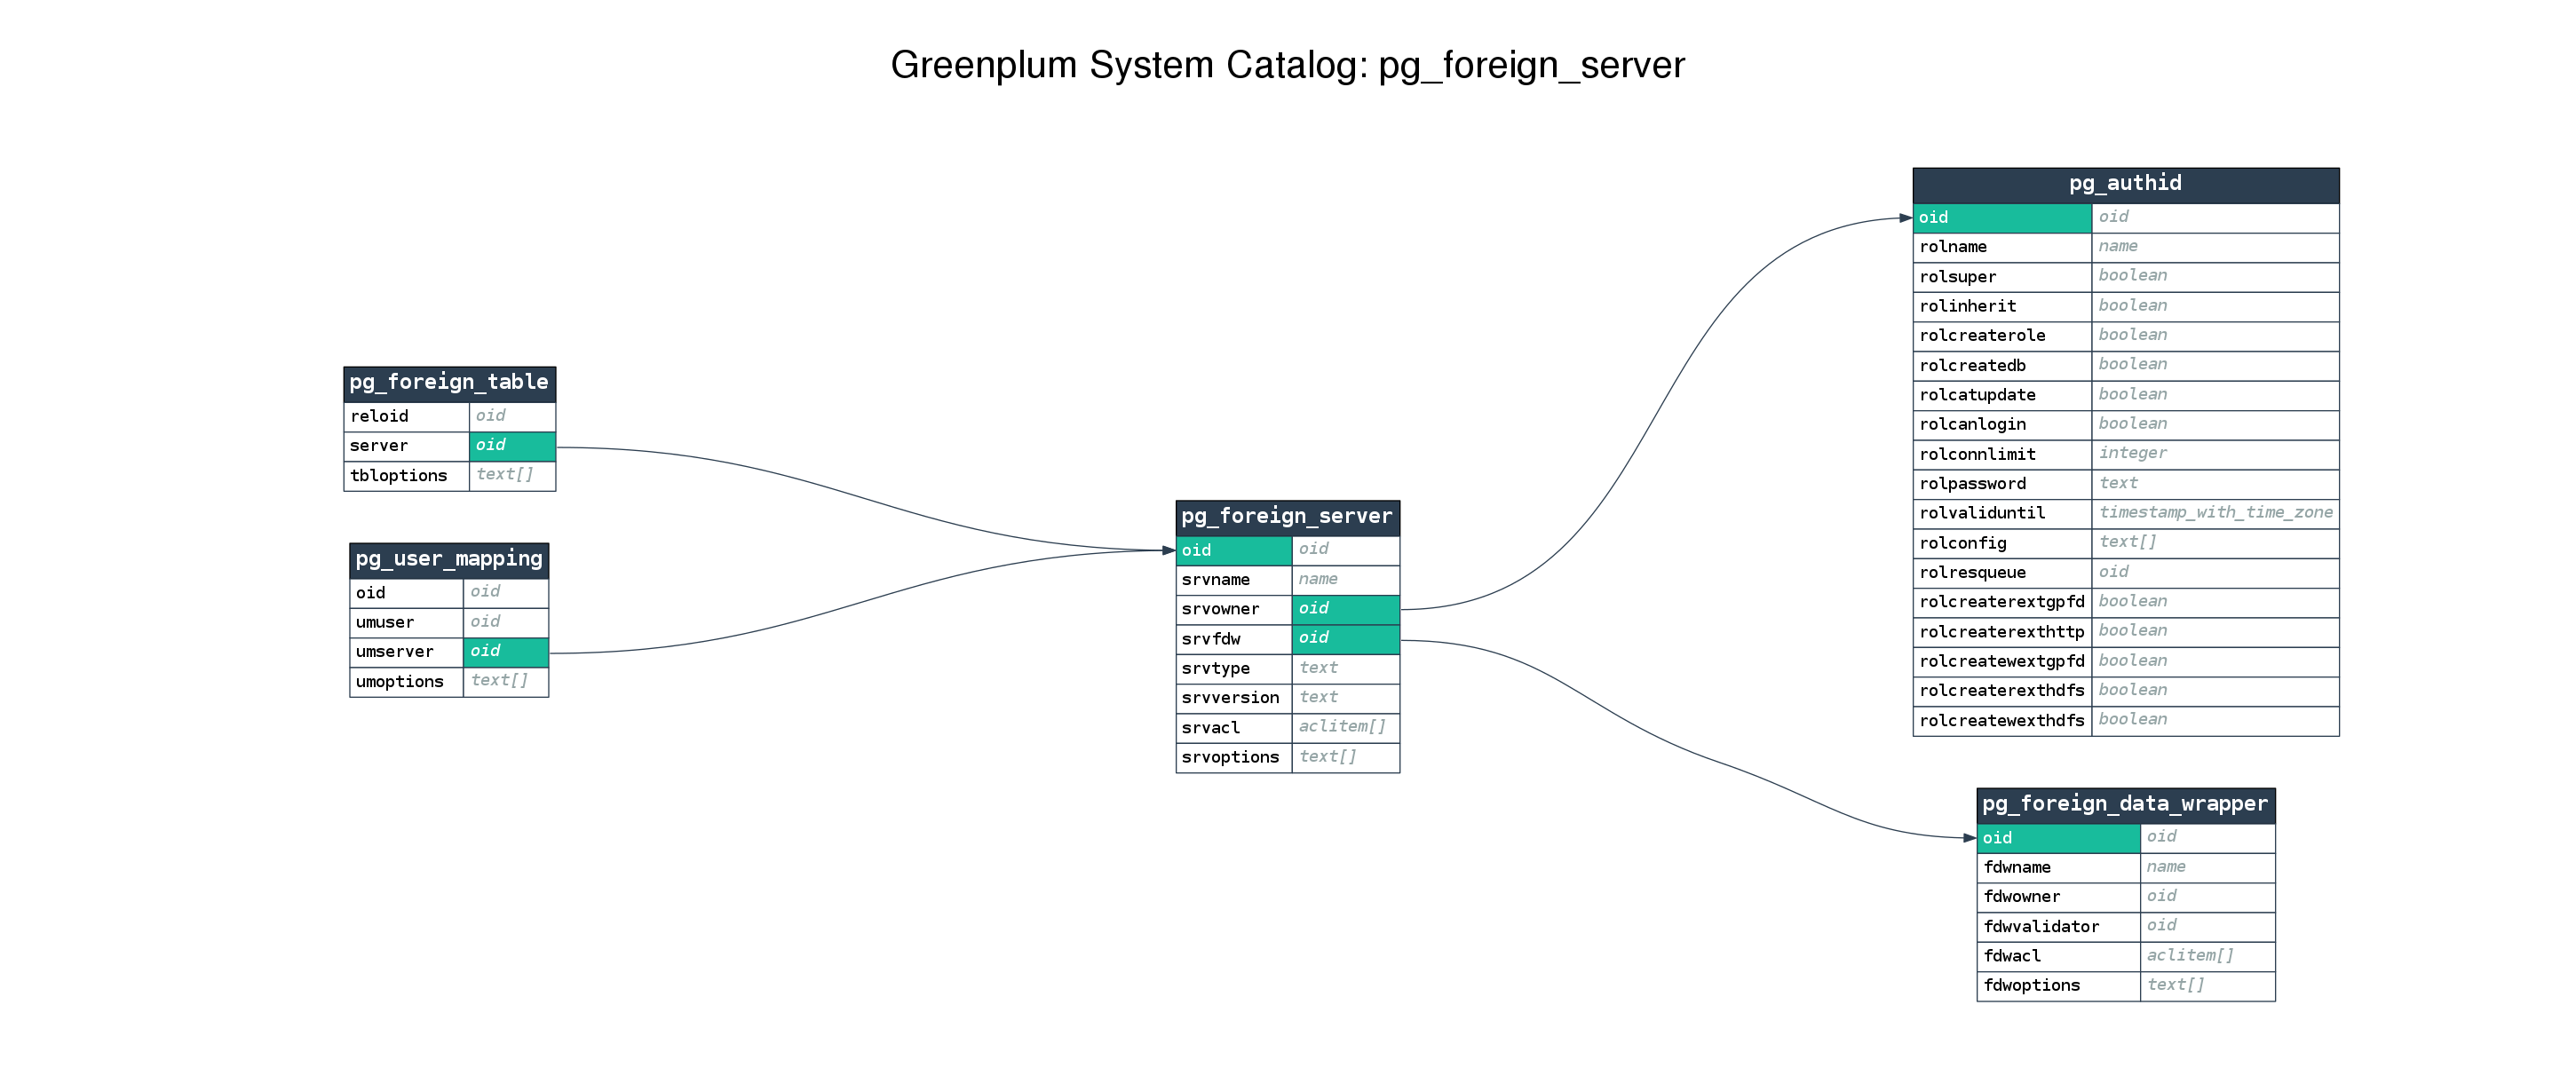 Greenplum System Catalog: pg_foreign_server
pg_foreign_table
reloid oid
server oid
tbloptions text[]
pg_user_mapping
oid oid
umuser oid
umserver oid
umoptions text[]
pg_foreign_server
oid oid
srvname name
srvowner oid
srvfdw oid
srvtype text
srvversion text
srvacl aclitem[]
srvoptions text[]
pg_authid
oid oid
rolname name
rolsuper boolean
rolinherit boolean
rolcreaterole boolean
rolcreatedb boolean
rolcatupdate boolean
rolcanlogin boolean
rolconnlimit integer
rolpassword text
rolvaliduntil timestamp_with_time_zone
rolconfig text[]
rolresqueue oid
rolcreaterextgpfd boolean
rolcreaterexthttp boolean
rolcreatewextgpfd boolean
rolcreaterexthdfs boolean
rolcreatewexthdfs boolean
pg_foreign_data_wrapper
oid oid
fdwname name
fdwowner oid
fdwvalidator oid
fdwacl aclitem[]
fdwoptions text[]